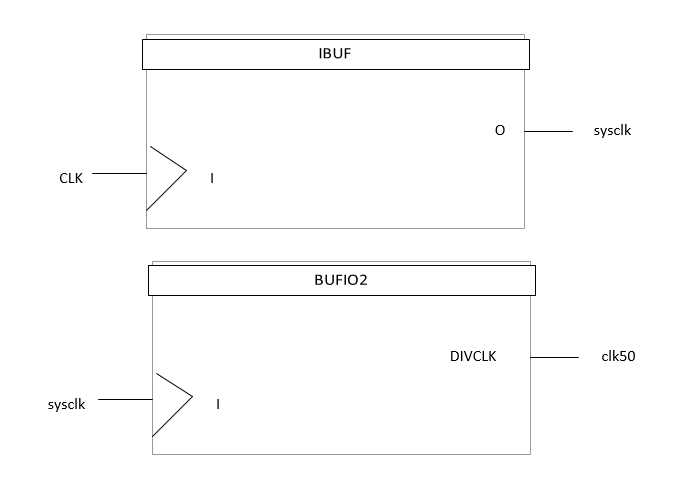 IBUF
O
sysclk
CLK
I
BUFIO2
DIVCLK
clk50
sysclk
I